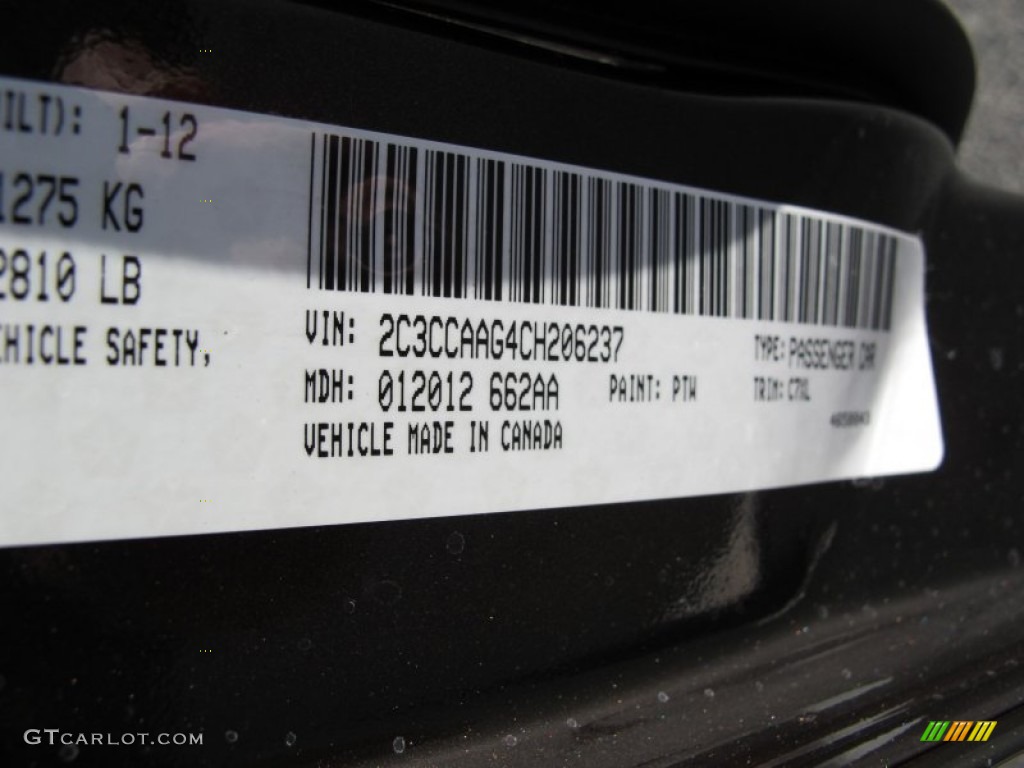 ILT): 1-12
1275 KG
2810 LB
HICLE SAFETY,
VIN: 2C3CCAAG4CH206237
TYPE: PASSENGER CAR
MDH: 012012 662AA PAINT: PTW
TRIM: C7XL
VEHICLE MADE IN CANADA
GTCARLOT.COM